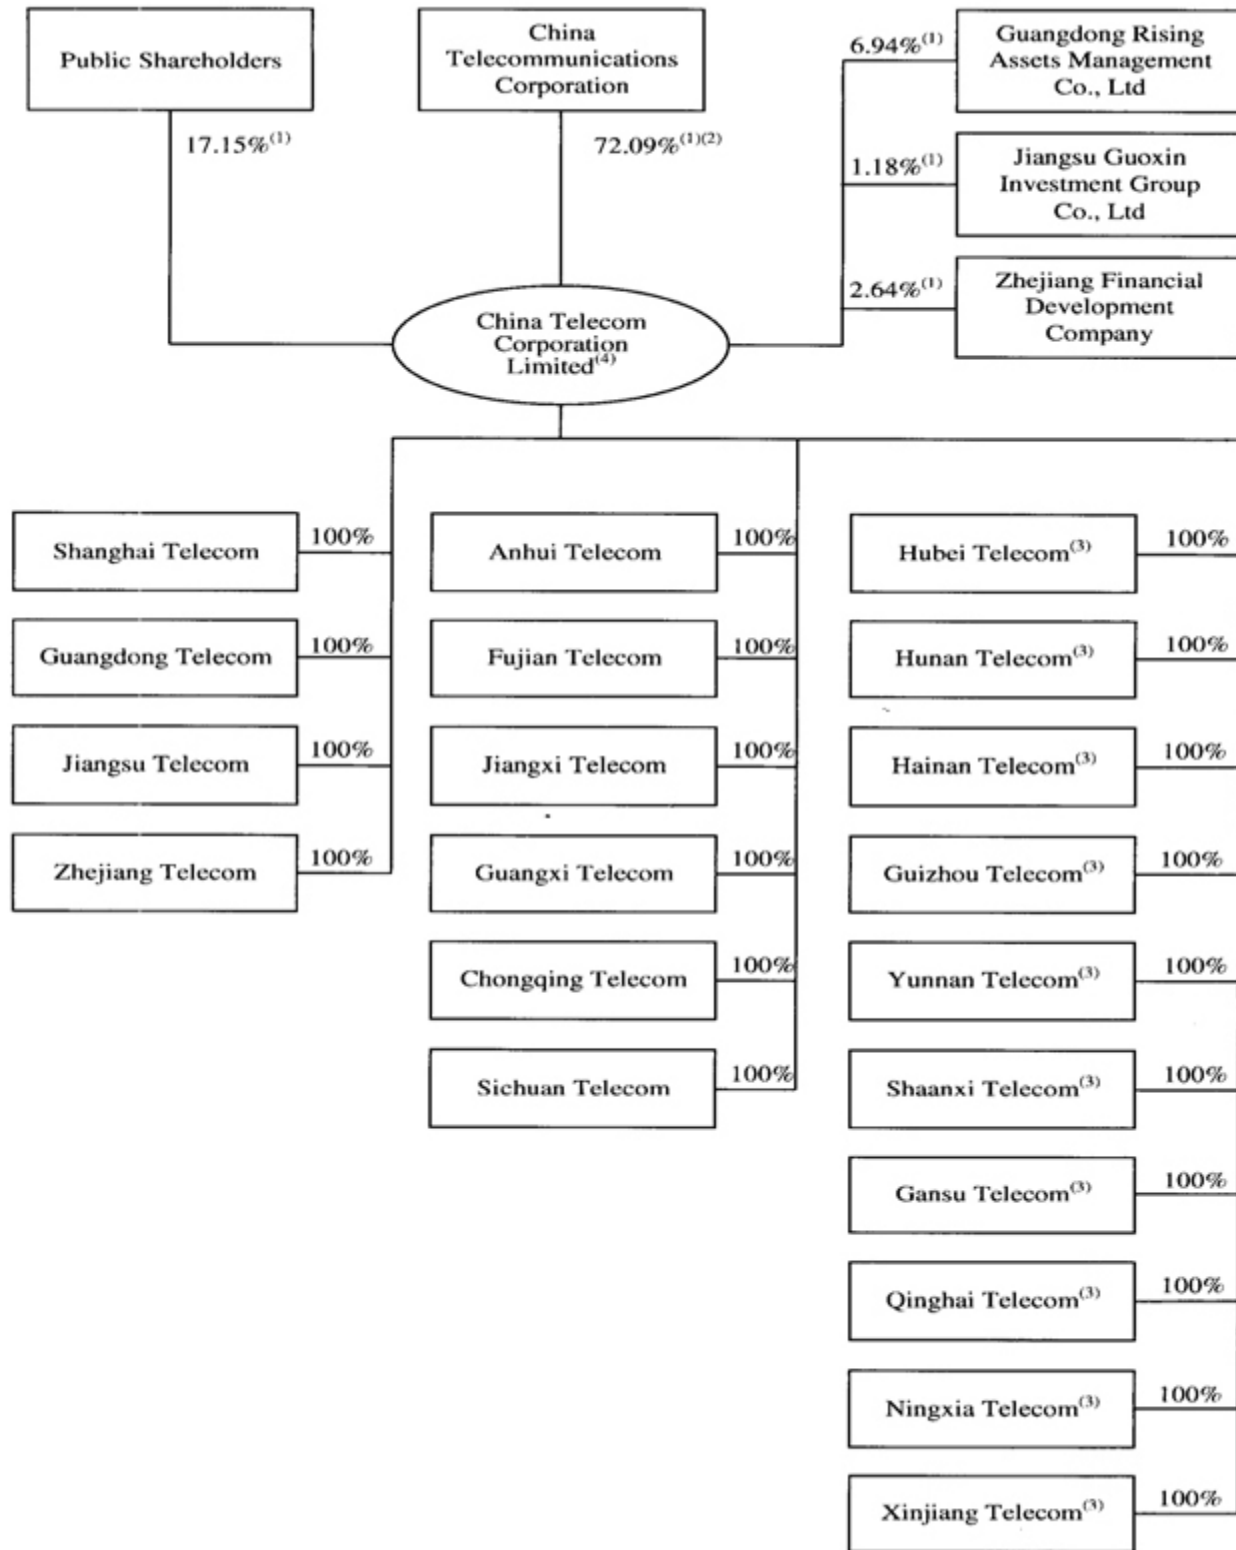 Public Shareholders
China
Telecommunications
Corporation
Guangdong Rising
Assets Management
Co., Ltd
6.94%(1)
17.15%(1)
72.09%(1)(2)
Jiangsu Guoxin
Investment Group
Co., Ltd
1.18%(1)
Zhejiang Financial
Development
Company
2.64%(1)
China Telecom
Corporation
Limited(4)
Shanghai Telecom
100%
Anhui Telecom
100%
Hubei Telecom(3)
100%
Guangdong Telecom
100%
Fujian Telecom
100%
Hunan Telecom(3)
100%
Jiangsu Telecom
100%
Jiangxi Telecom
100%
Hainan Telecom(3)
100%
Zhejiang Telecom
100%
Guangxi Telecom
100%
Guizhou Telecom(3)
100%
Chongqing Telecom
100%
Yunnan Telecom(3)
100%
Sichuan Telecom
100%
Shaanxi Telecom(3)
100%
Gansu Telecom(3)
100%
Qinghai Telecom(3)
100%
Ningxia Telecom(3)
100%
Xinjiang Telecom(3)
100%